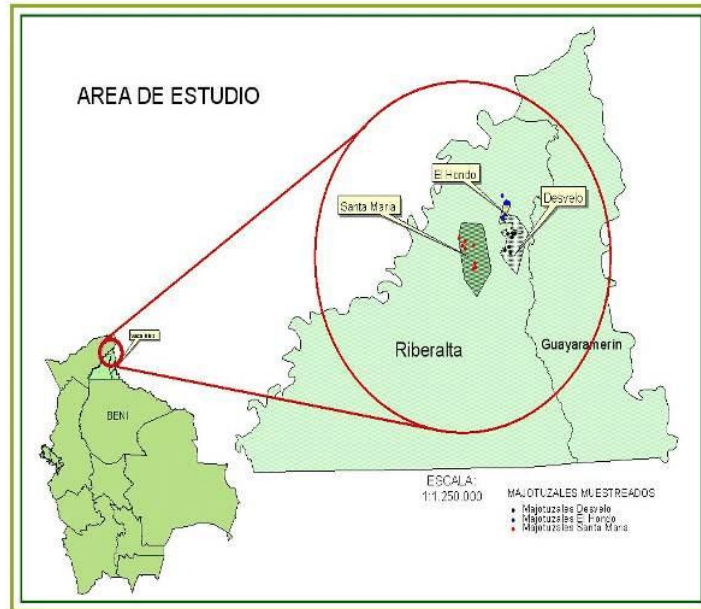 AREA DE ESTUDIO
El Hondo
Santa Maria
Desvelo
Riberalta
Guayaramerin
BENI
ESCALA:
1:1.250.000
MAJOTUZALES MUESTREADOS
Majotuzales Desvelo
Majotuzales El Hondo
Majotuzales Santa Maria